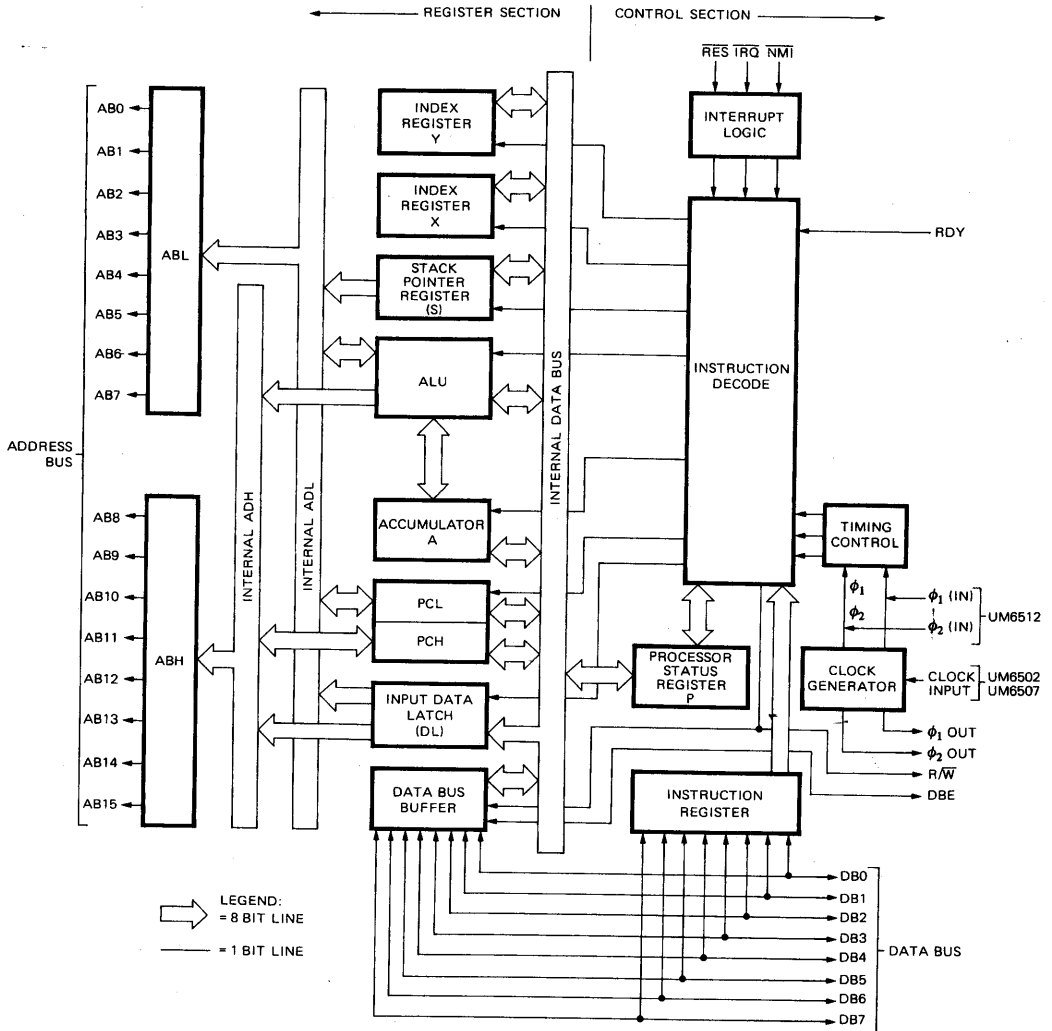 REGISTER SECTION
CONTROL SECTION
RES IRQ NMI
INTERRUPT
LOGIC
INDEX
REGISTER
Y
INDEX
REGISTER
X
STACK
POINTER
REGISTER
(S)
ALU
ACCUMULATOR
A
PCL
PCH
INPUT DATA
LATCH
(DL)
DATA BUS
BUFFER
ADDRESS
BUS
AB0
AB1
AB2
AB3
AB4
AB5
AB6
AB7
ABL
AB8
AB9
AB10
AB11
AB12
AB13
AB14
AB15
ABH
INTERNAL ADH
INTERNAL ADL
INTERNAL DATA BUS
INSTRUCTION
DECODE
RDY
TIMING
CONTROL
ϕ1
ϕ2
ϕ1 (IN)
ϕ2 (IN)
UM6512
CLOCK
GENERATOR
CLOCK
INPUT
UM6502
UM6507
ϕ1 OUT
ϕ2 OUT
R/W
DBE
PROCESSOR
STATUS
REGISTER
P
INSTRUCTION
REGISTER
DB0
DB1
DB2
DB3
DB4
DB5
DB6
DB7
DATA BUS
LEGEND:
= 8 BIT LINE
= 1 BIT LINE